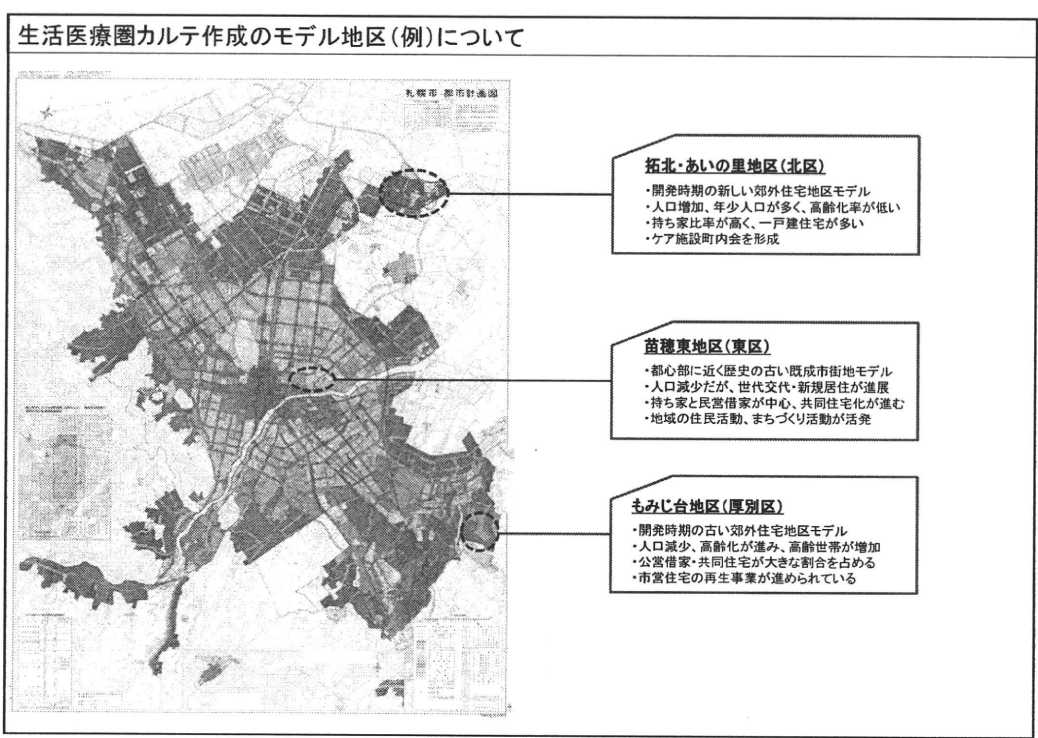 生活医療圏カルテ作成のモデル地区(例)について
札幌市 都市計画図
拓北・あいの里地区(北区)
・開発時期の新しい郊外住宅地区モデル
・人口増加、年少人口が多く、高齢化率が低い
・持ち家比率が高く、一戸建住宅が多い
・ケア施設町内会を形成
苗穂東地区(東区)
・都心部に近く歴史の古い既成市街地モデル
・人口減少だが、世代交代・新規居住が進展
・持ち家と民営借家が中心、共同住宅化が進む
・地域の住民活動、まちづくり活動が活発
もみじ台地区(厚別区)
・開発時期の古い郊外住宅地区モデル
・人口減少、高齢化が進み、高齢世帯が増加
・公営借家・共同住宅が大きな割合を占める
・市営住宅の再生事業が進められている